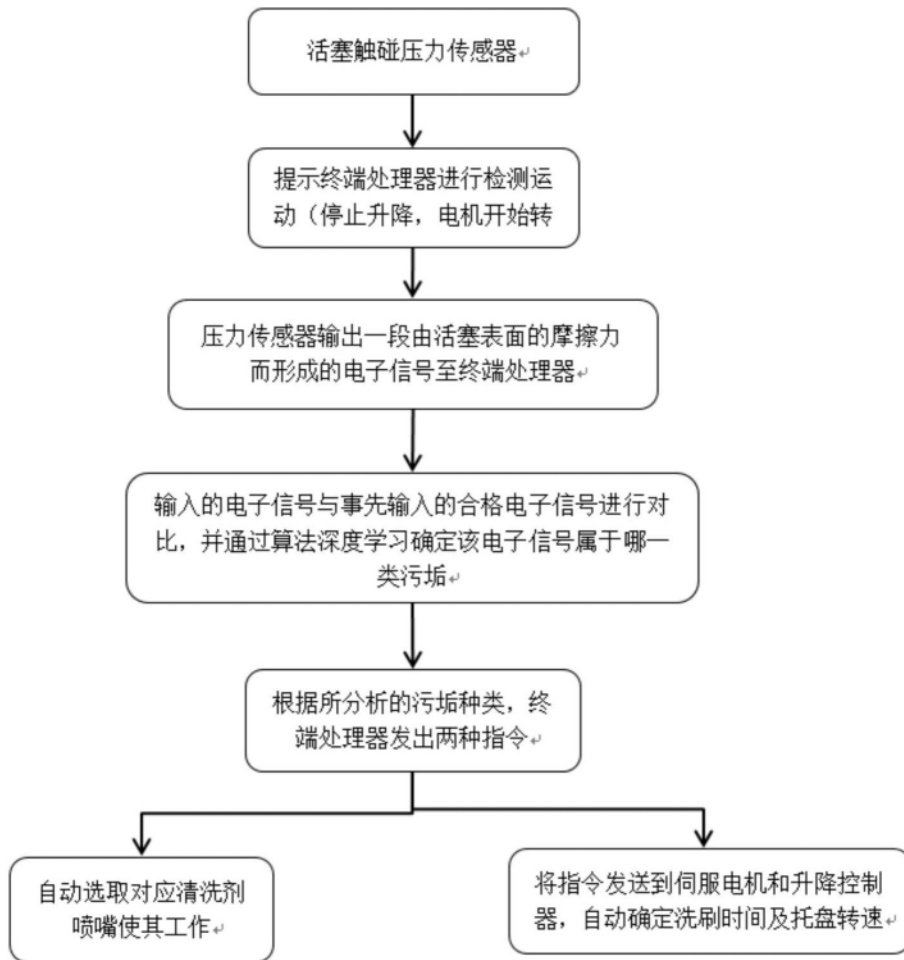 活塞触碰压力传感器
提示终端处理器进行检测运
动（停止升降，电机开始转
压力传感器输出一段由活塞表面的摩擦力
而形成的电子信号至终端处理器
输入的电子信号与事先输入的合格电子信号进行对
比，并通过算法深度学习确定该电子信号属于哪一
类污垢
根据所分析的污垢种类，终
端处理器发出两种指令
自动选取对应清洗剂
喷嘴使其工作
将指令发送到伺服电机和升降控制
器，自动确定洗刷时间及托盘转速